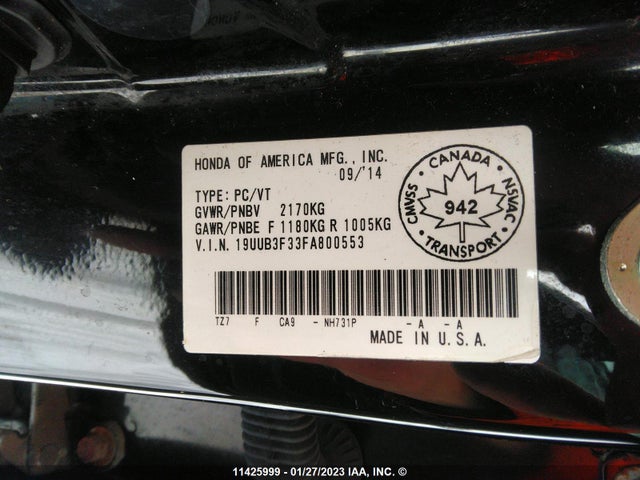 HONDA OF AMERICA MFG., INC.
09/'14
TYPE: PC/VT
GVWR/PNBV 2170KG
GAWR/PNBE F 1180KG R 1005KG
V.I.N. 19UUB3F33FA800553
CANADA
CMVSS
942
NSVAC
TRANSPORT
TZ7 F CA9 - NH731P - A - A
MADE IN U.S.A.
11425999 - 01/27/2023 IAA, INC. ©